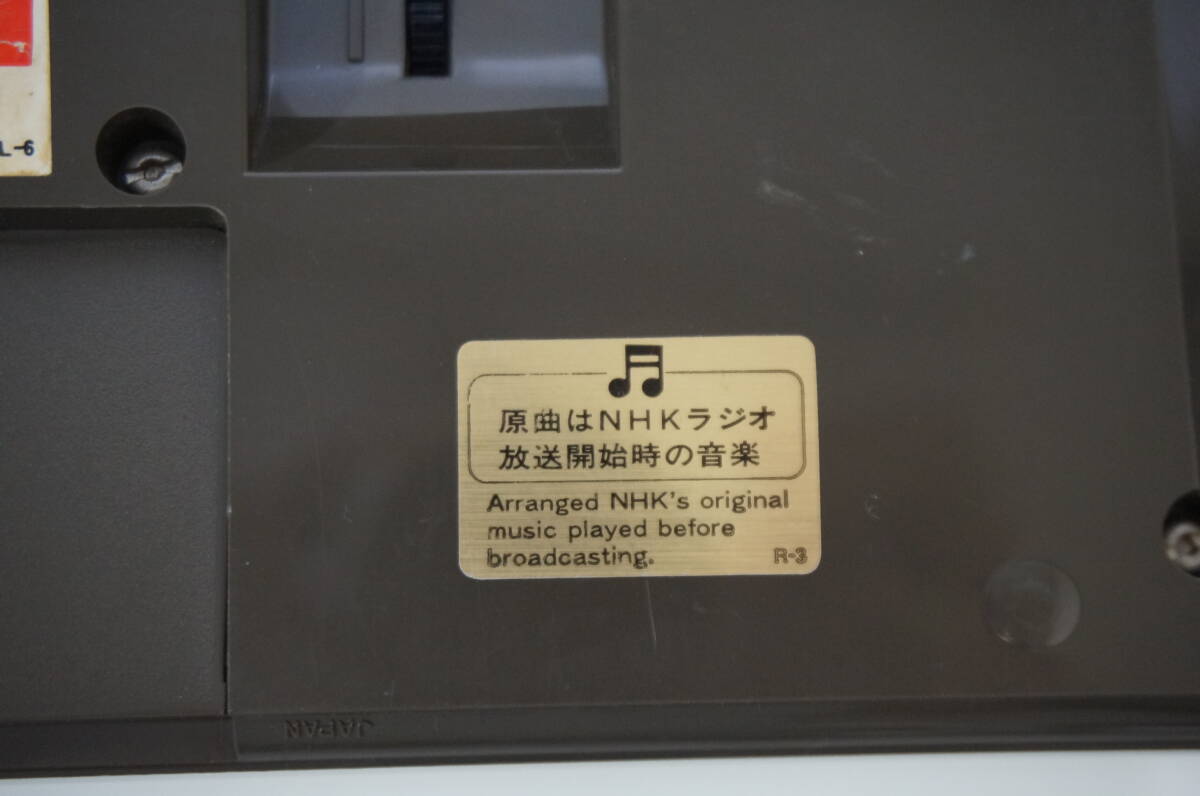 L-6
原曲はNHKラジオ
放送開始時の音楽
Arranged NHK's original
music played before
broadcasting.
R-3
JAPAN